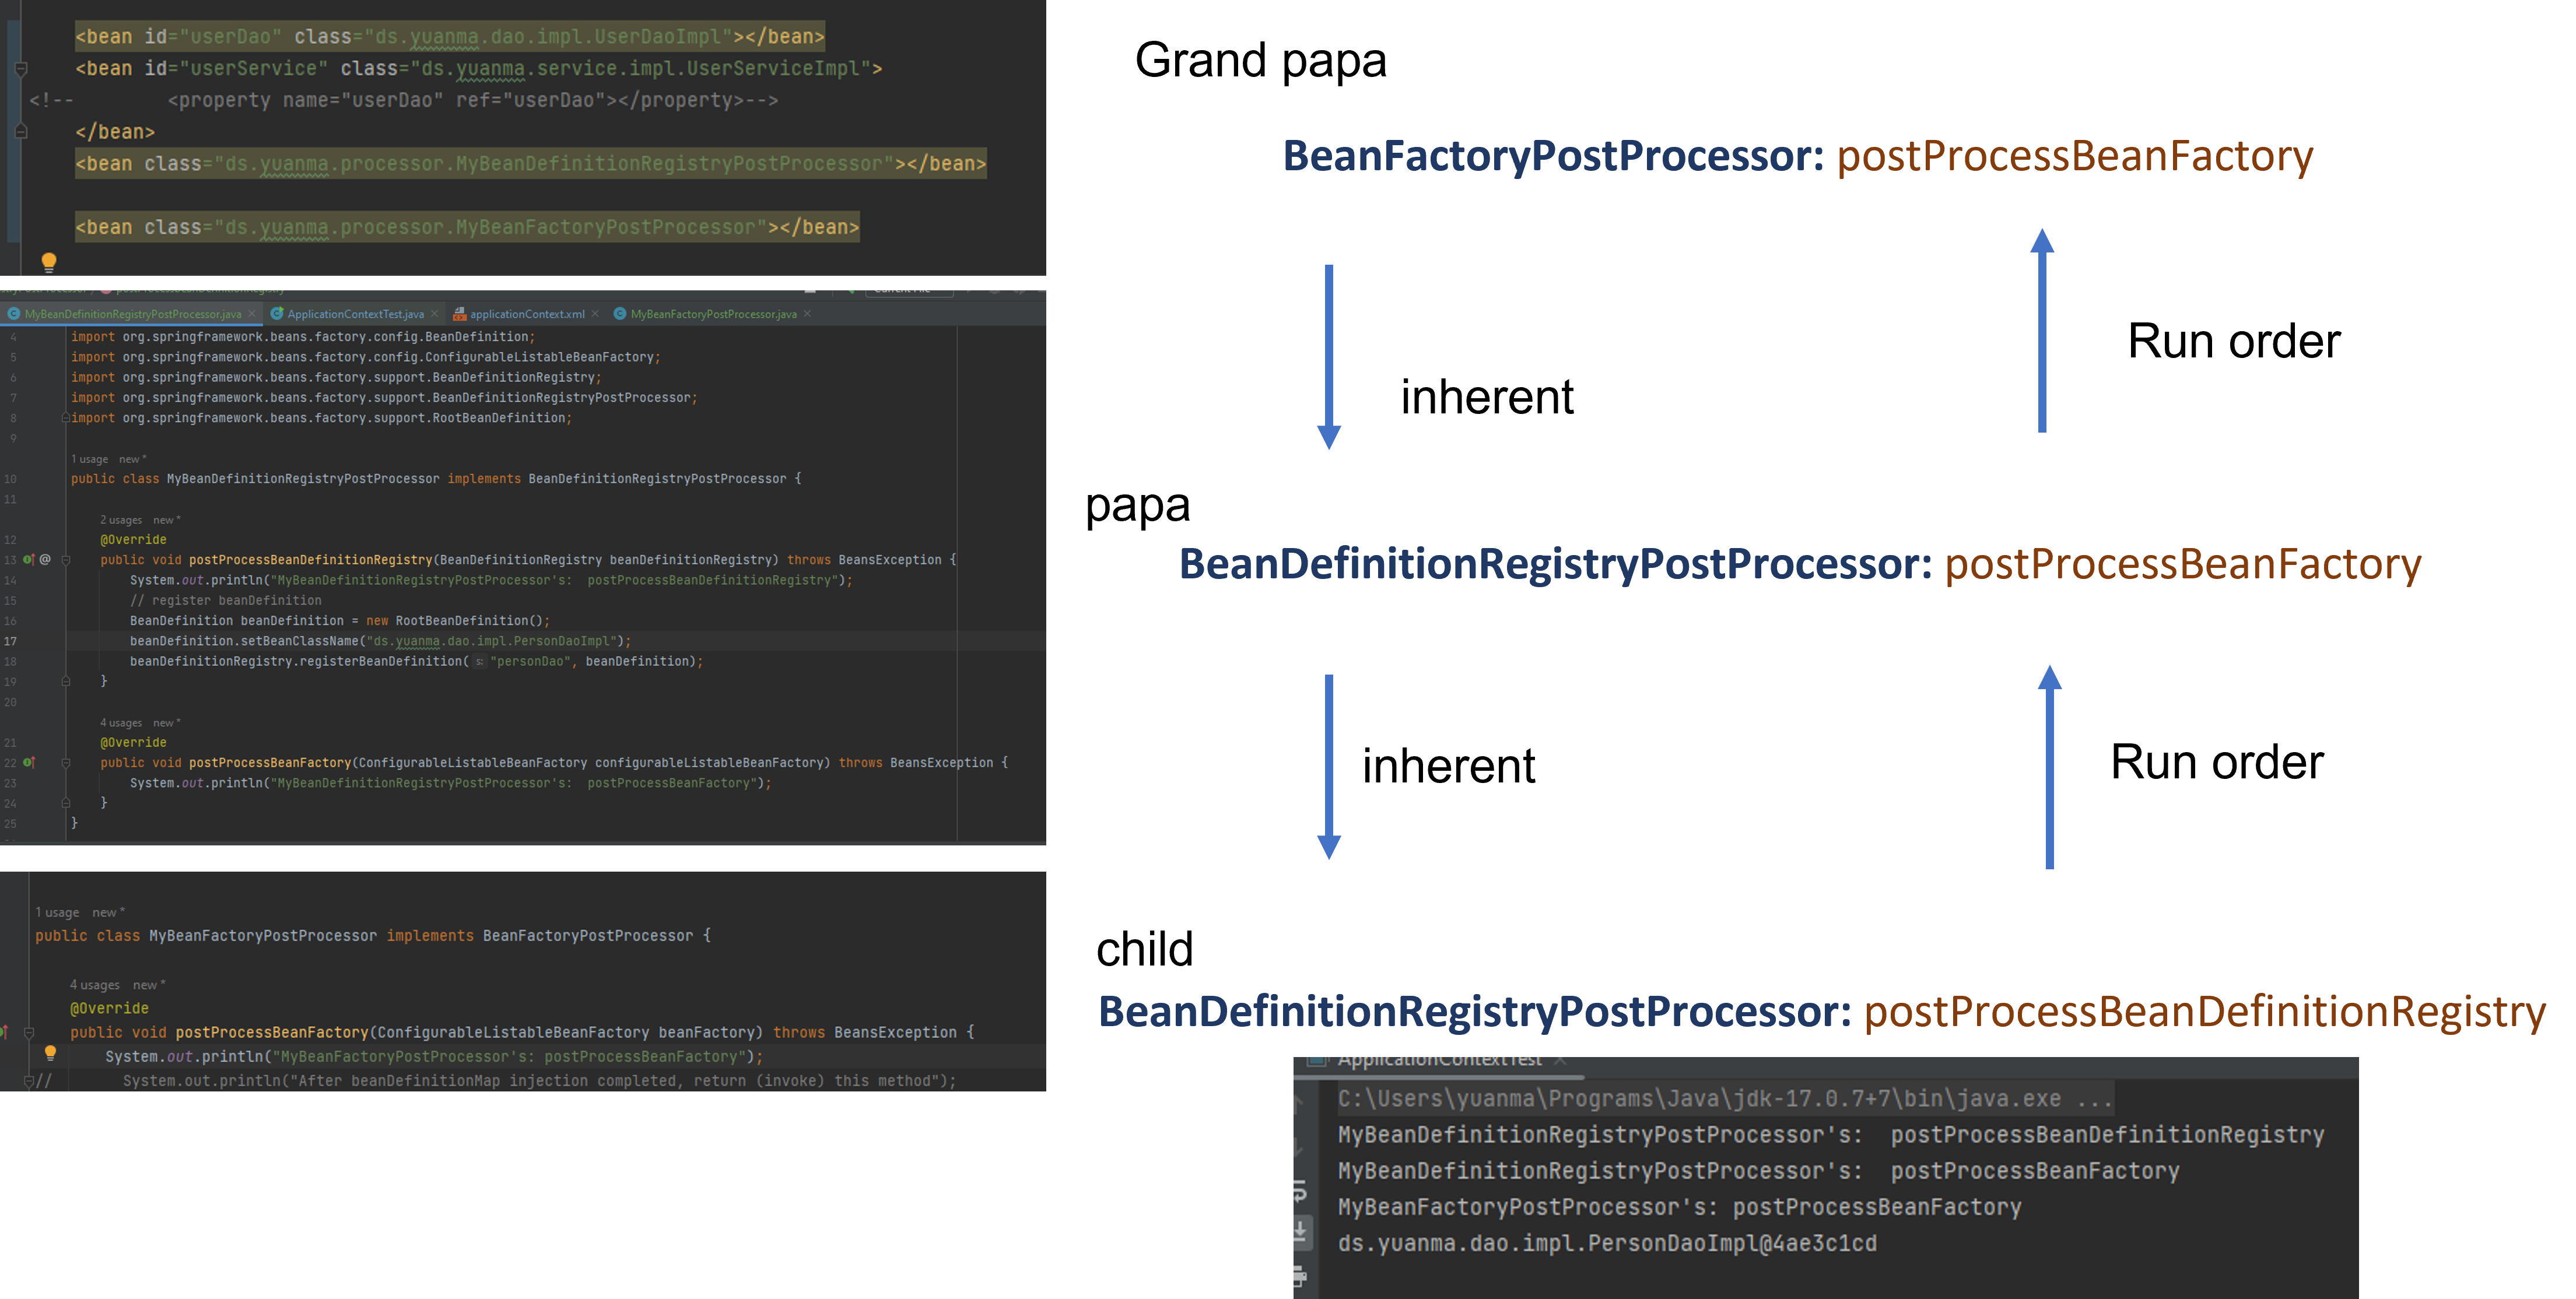 <bean id="userDao" class="ds.yuanma.dao.impl.UserDaoImpl"></bean>
<bean id="userService" class="ds.yuanma.service.impl.UserServiceImpl">
<!-- <property name="userDao" ref="userDao"></property>-->
</bean>
<bean class="ds.yuanma.processor.MyBeanDefinitionRegistryPostProcessor"></bean>
<bean class="ds.yuanma.processor.MyBeanFactoryPostProcessor"></bean>
MyBeanDefinitionRegistryPostProcessor.java × ApplicationContextTest.java × applicationContext.xml × MyBeanFactoryPostProcessor.java ×
4 import org.springframework.beans.factory.config.BeanDefinition;
5 import org.springframework.beans.factory.config.ConfigurableListableBeanFactory;
6 import org.springframework.beans.factory.support.BeanDefinitionRegistry;
7 import org.springframework.beans.factory.support.BeanDefinitionRegistryPostProcessor;
8 import org.springframework.beans.factory.support.RootBeanDefinition;
9
1 usage new *
10 public class MyBeanDefinitionRegistryPostProcessor implements BeanDefinitionRegistryPostProcessor {
11
2 usages new *
12 @Override
13 @ public void postProcessBeanDefinitionRegistry(BeanDefinitionRegistry beanDefinitionRegistry) throws BeansException {
14 System.out.println("MyBeanDefinitionRegistryPostProcessor's:  postProcessBeanDefinitionRegistry");
15 // register beanDefinition
16 BeanDefinition beanDefinition = new RootBeanDefinition();
17 beanDefinition.setBeanClassName("ds.yuanma.dao.impl.PersonDaoImpl");
18 beanDefinitionRegistry.registerBeanDefinition( s: "personDao", beanDefinition);
19 }
20
4 usages new *
21 @Override
22 public void postProcessBeanFactory(ConfigurableListableBeanFactory configurableListableBeanFactory) throws BeansException {
23 System.out.println("MyBeanDefinitionRegistryPostProcessor's:  postProcessBeanFactory");
24 }
25 }
1 usage new *
public class MyBeanFactoryPostProcessor implements BeanFactoryPostProcessor {
4 usages new *
@Override
public void postProcessBeanFactory(ConfigurableListableBeanFactory beanFactory) throws BeansException {
System.out.println("MyBeanFactoryPostProcessor's: postProcessBeanFactory");
// System.out.println("After beanDefinitionMap injection completed, return (invoke) this method");
Grand papa
BeanFactoryPostProcessor: postProcessBeanFactory
inherent
Run order
papa
BeanDefinitionRegistryPostProcessor: postProcessBeanFactory
inherent
Run order
child
BeanDefinitionRegistryPostProcessor: postProcessBeanDefinitionRegistry
ApplicationContextTest ×
C:\Users\yuanma\Programs\Java\jdk-17.0.7+7\bin\java.exe ...
MyBeanDefinitionRegistryPostProcessor's:  postProcessBeanDefinitionRegistry
MyBeanDefinitionRegistryPostProcessor's:  postProcessBeanFactory
MyBeanFactoryPostProcessor's: postProcessBeanFactory
ds.yuanma.dao.impl.PersonDaoImpl@4ae3c1cd